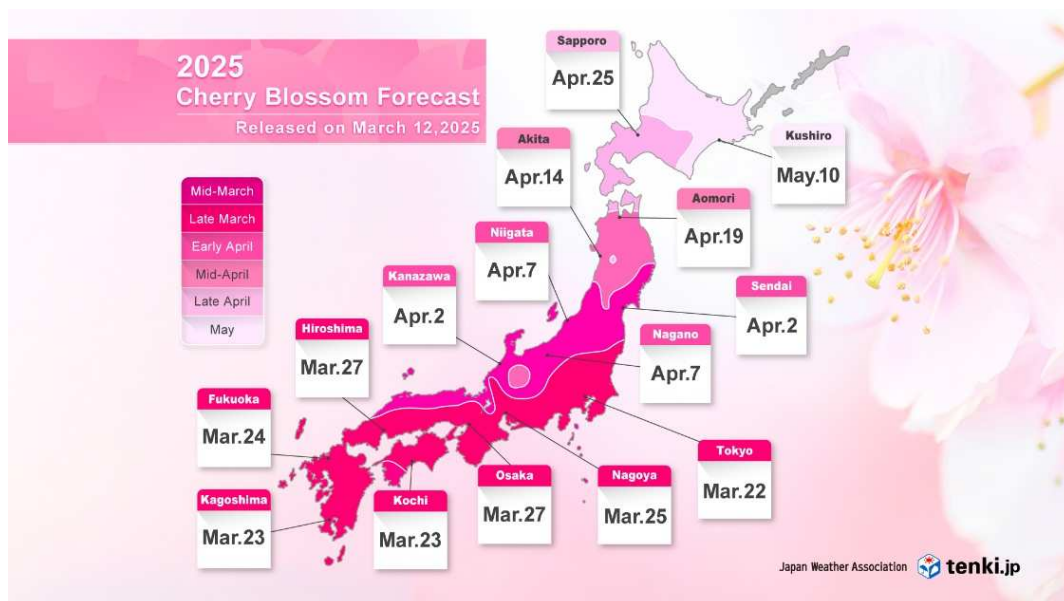 2025
Cherry Blossom Forecast
Released on March 12,2025
Mid-March
Late March
Early April
Mid-April
Late April
May
Sapporo
Apr.25
Kushiro
May.10
Akita
Apr.14
Aomori
Apr.19
Niigata
Apr.7
Kanazawa
Apr.2
Sendai
Apr.2
Hiroshima
Mar.27
Nagano
Apr.7
Fukuoka
Mar.24
Tokyo
Mar.22
Kagoshima
Mar.23
Kochi
Mar.23
Osaka
Mar.27
Nagoya
Mar.25
Japan Weather Association
tenki.jp